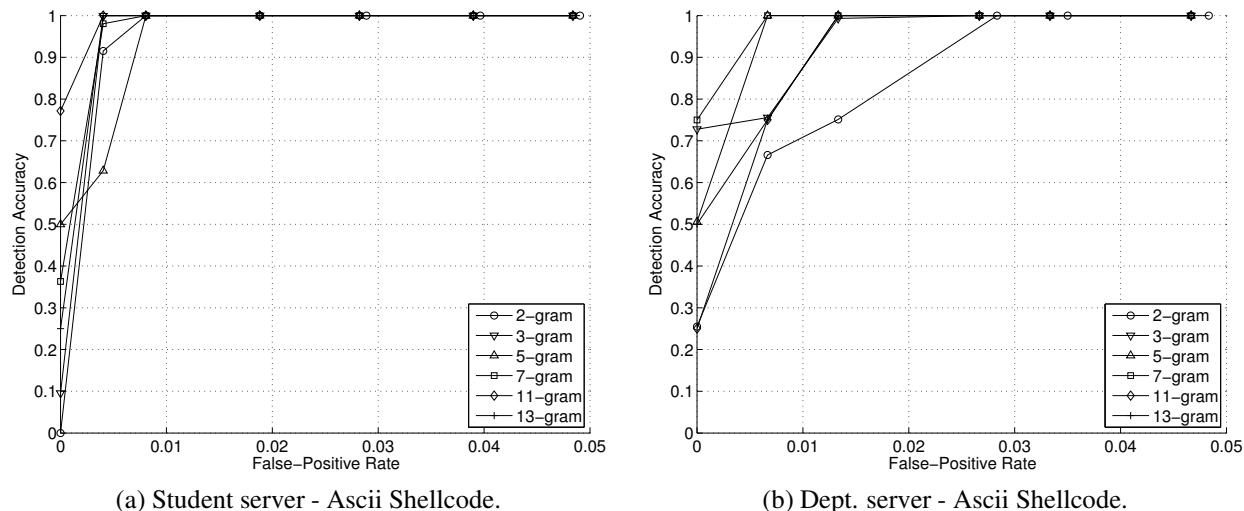 1
0.9
0.8
0.7
0.6
0.5
0.4
0.3
0.2
0.1
0
Detection Accuracy
0 0.01 0.02 0.03 0.04 0.05
False−Positive Rate
2−gram
3−gram
5−gram
7−gram
11−gram
13−gram
(a) Student server - Ascii Shellcode.
1
0.9
0.8
0.7
0.6
0.5
0.4
0.3
0.2
0.1
0
Detection Accuracy
0 0.01 0.02 0.03 0.04 0.05
False−Positive Rate
2−gram
3−gram
5−gram
7−gram
11−gram
13−gram
(b) Dept. server - Ascii Shellcode.